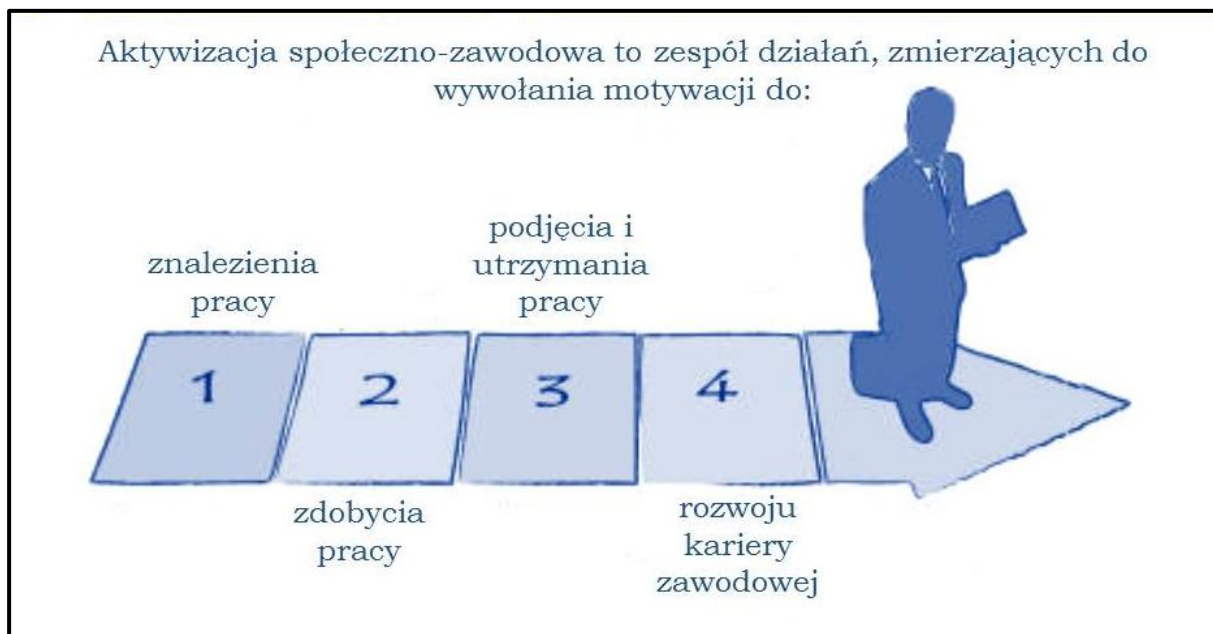 Aktywizacja społeczno-zawodowa to zespół działań, zmierzających do
wywołania motywacji do:
znalezienia
pracy
podjęcia i
utrzymania
pracy
1
2
3
4
zdobycia
pracy
rozwoju
kariery
zawodowej